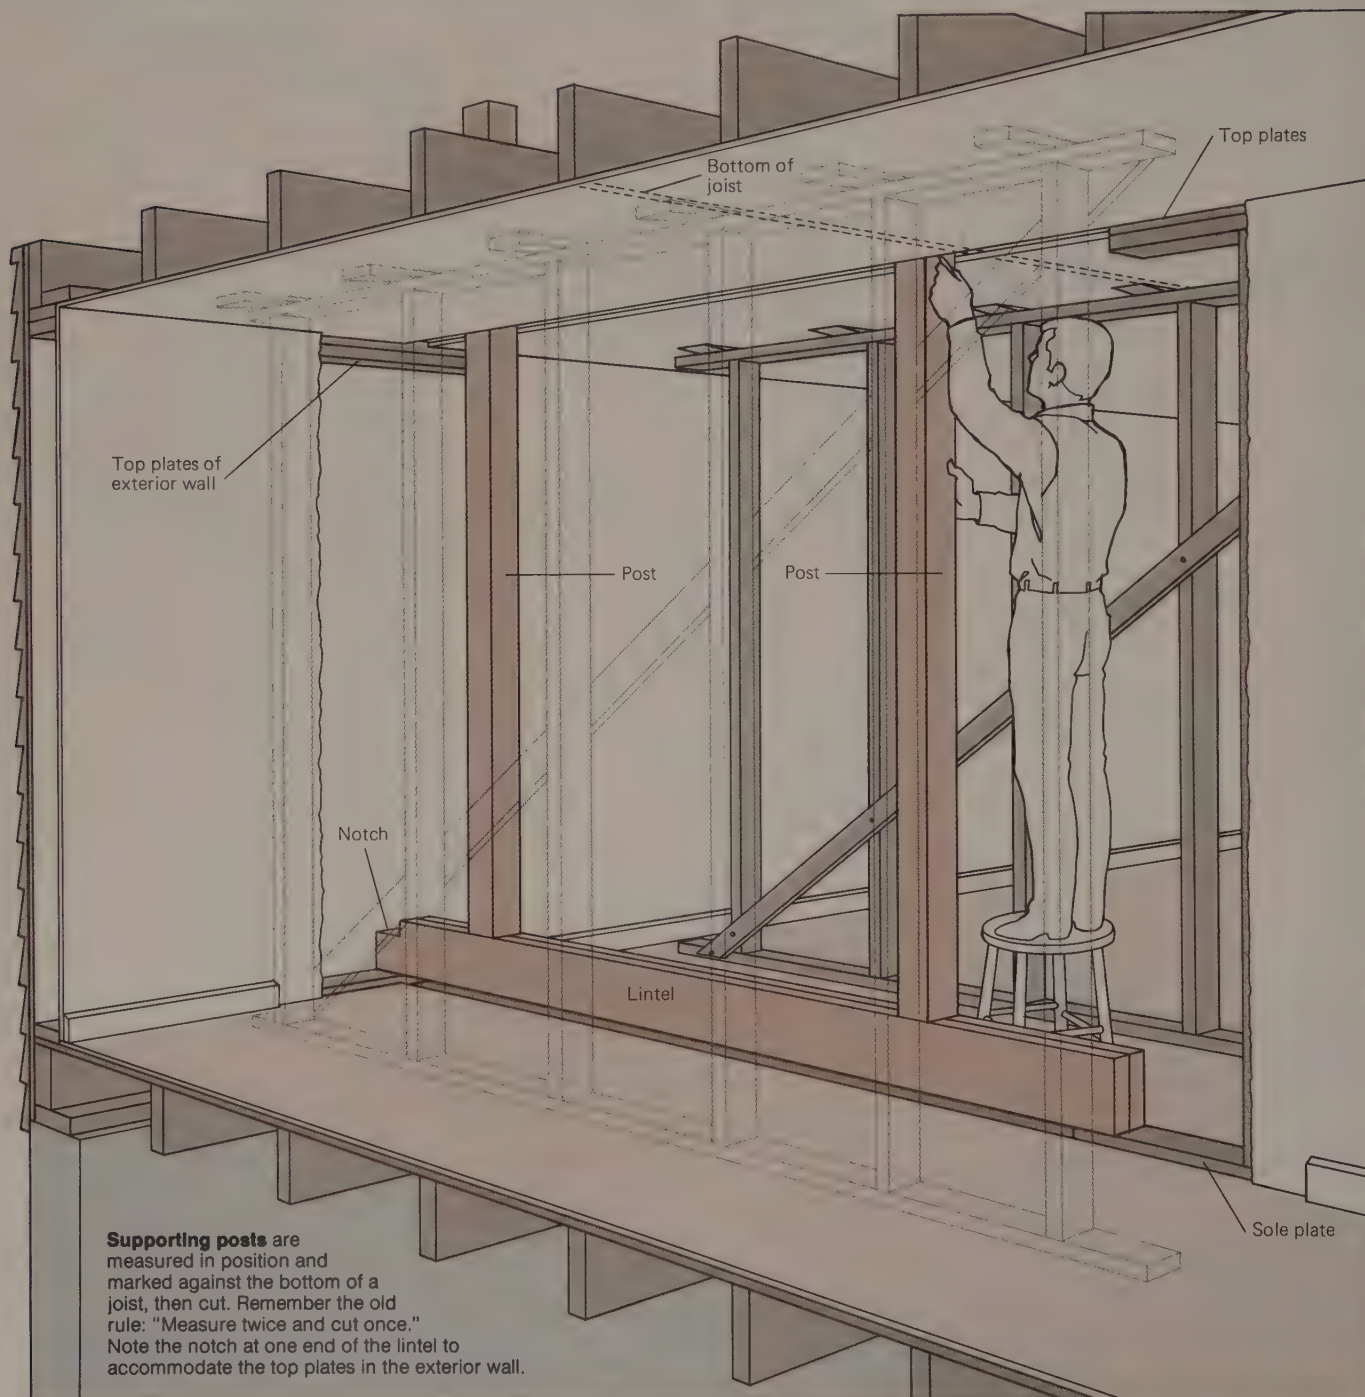 Top plates
Bottom of
joist
Top plates of
exterior wall
Post
Post
Notch
Lintel
Sole plate
Supporting posts are
measured in position and
marked against the bottom of a
joist, then cut. Remember the old
rule: "Measure twice and cut once."
Note the notch at one end of the lintel to
accommodate the top plates in the exterior wall.